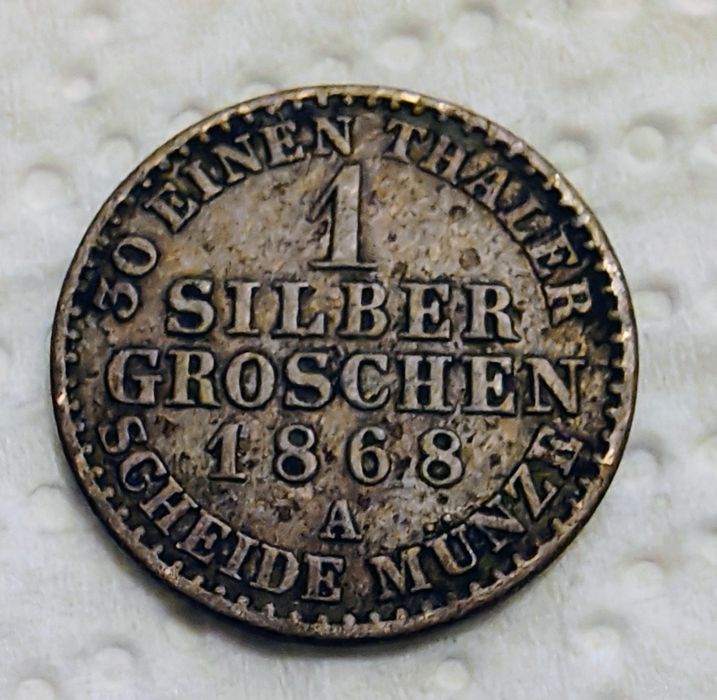 30 EINEN THALER
1
SILBER
GROSCHEN
1868
A
SCHEIDE MÜNZE